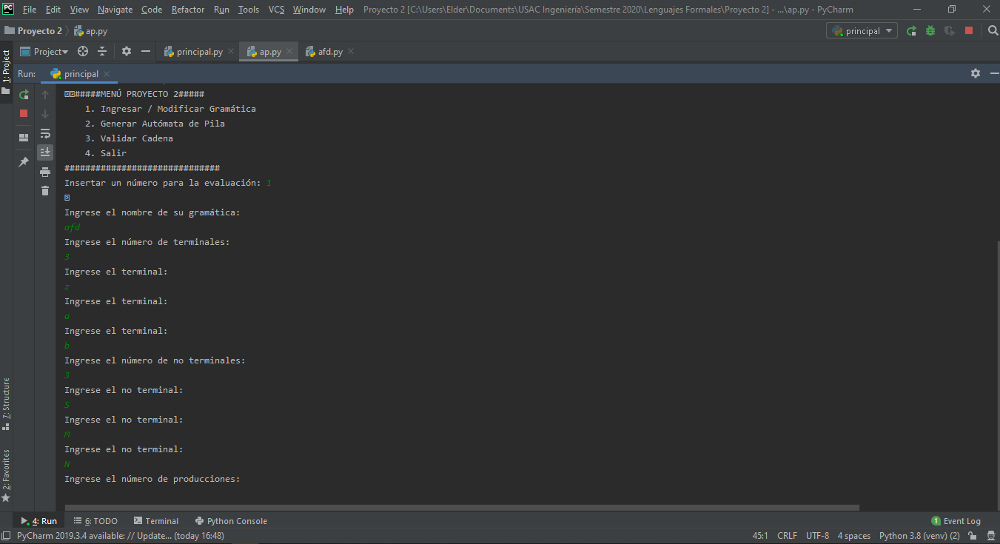 PC File Edit View Navigate Code Refactor Run Tools VCS Window Help Proyecto 2 [C:\Users\Elder\Documents\USAC Ingeniería\Semestre 2020\Lenguajes Formales\Proyecto 2] - ...\ap.py - PyCharm
Proyecto 2 ap.py principal
1: Project
Project principal.py ap.py afd.py
Run: principal
#####MENÚ PROYECTO 2#####
1. Ingresar / Modificar Gramática
2. Generar Autómata de Pila
3. Validar Cadena
4. Salir
##############################
Insertar un número para la evaluación: 1
Ingrese el nombre de su gramática:
afd
Ingrese el número de terminales:
3
Ingrese el terminal:
z
Ingrese el terminal:
a
Ingrese el terminal:
b
Ingrese el número de no terminales:
3
Ingrese el no terminal:
S
Ingrese el no terminal:
M
Ingrese el no terminal:
N
Ingrese el número de producciones:
7: Structure
2: Favorites
4: Run 6: TODO Terminal Python Console 1 Event Log
PyCharm 2019.3.4 available: // Update... (today 16:48) 45:1 CRLF UTF-8 4 spaces Python 3.8 (venv) (2)